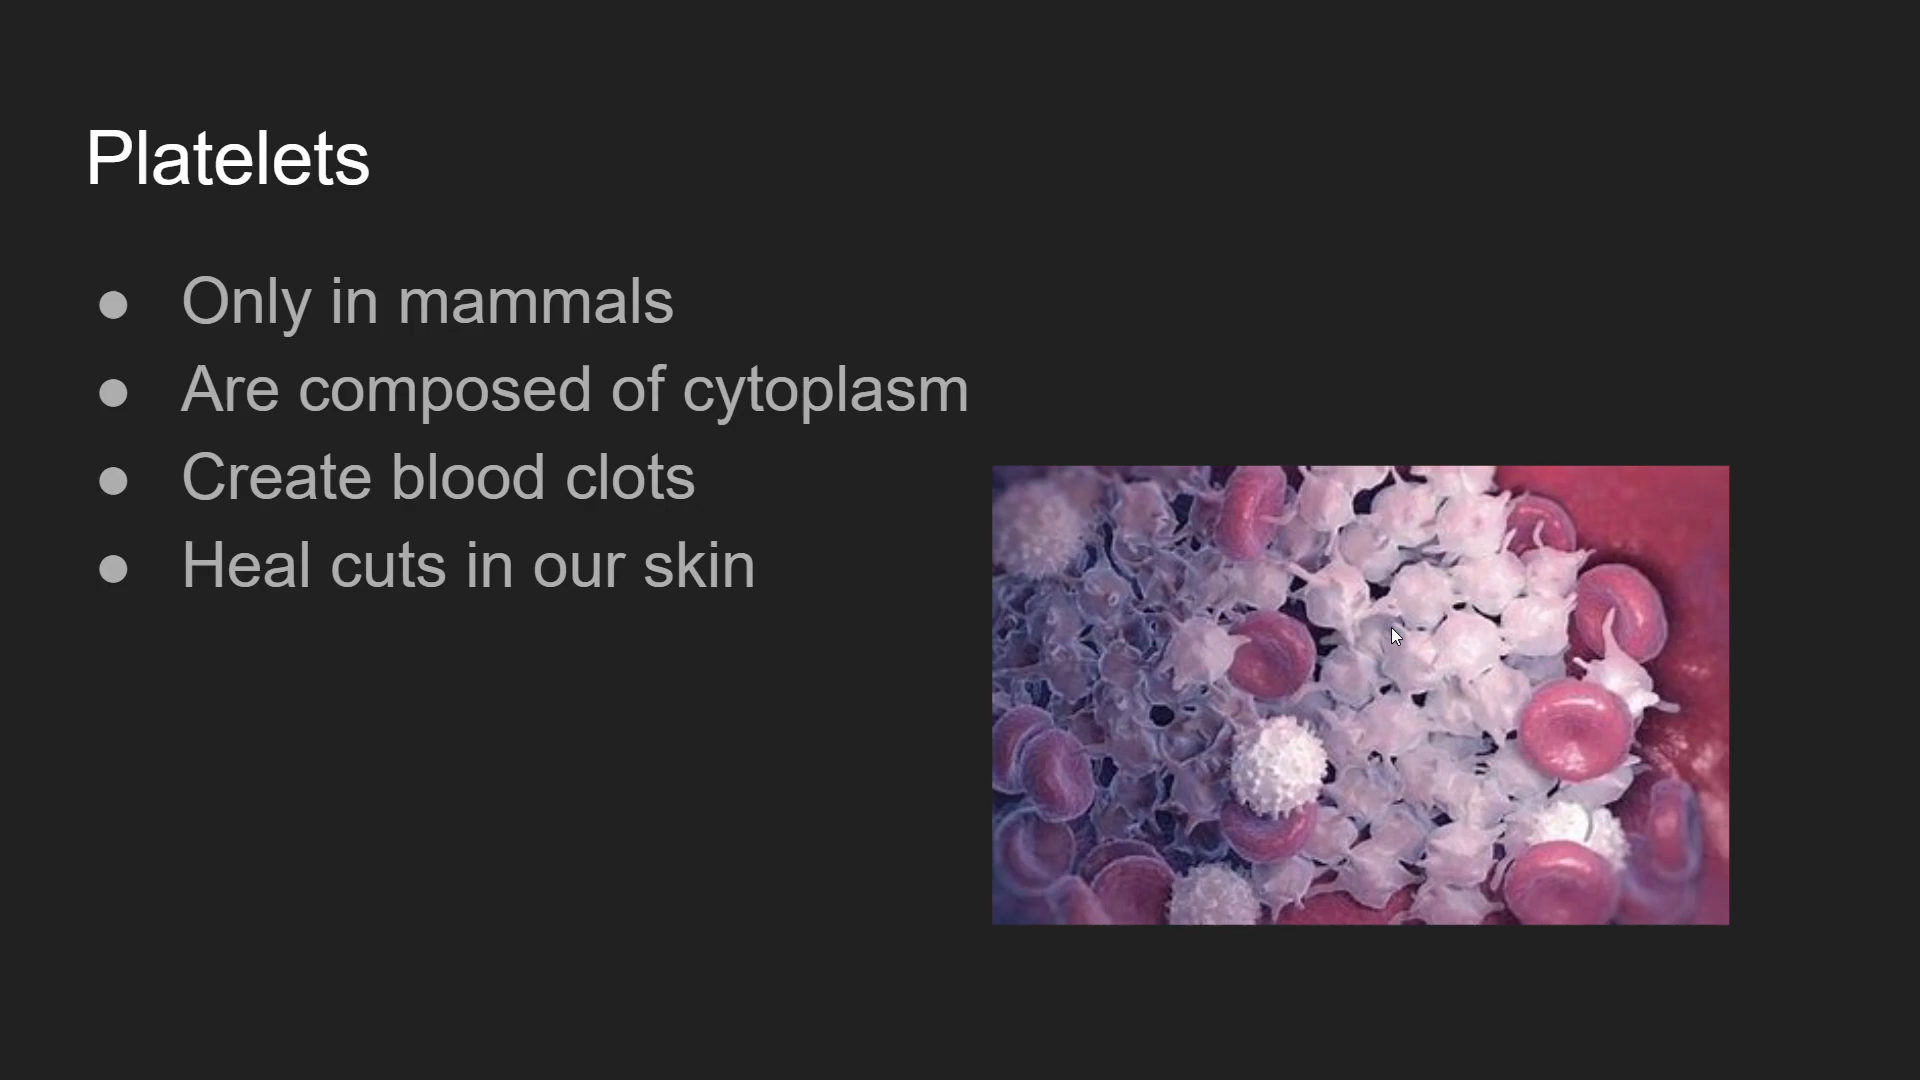 Platelets
● Only in mammals
● Are composed of cytoplasm
● Create blood clots
● Heal cuts in our skin